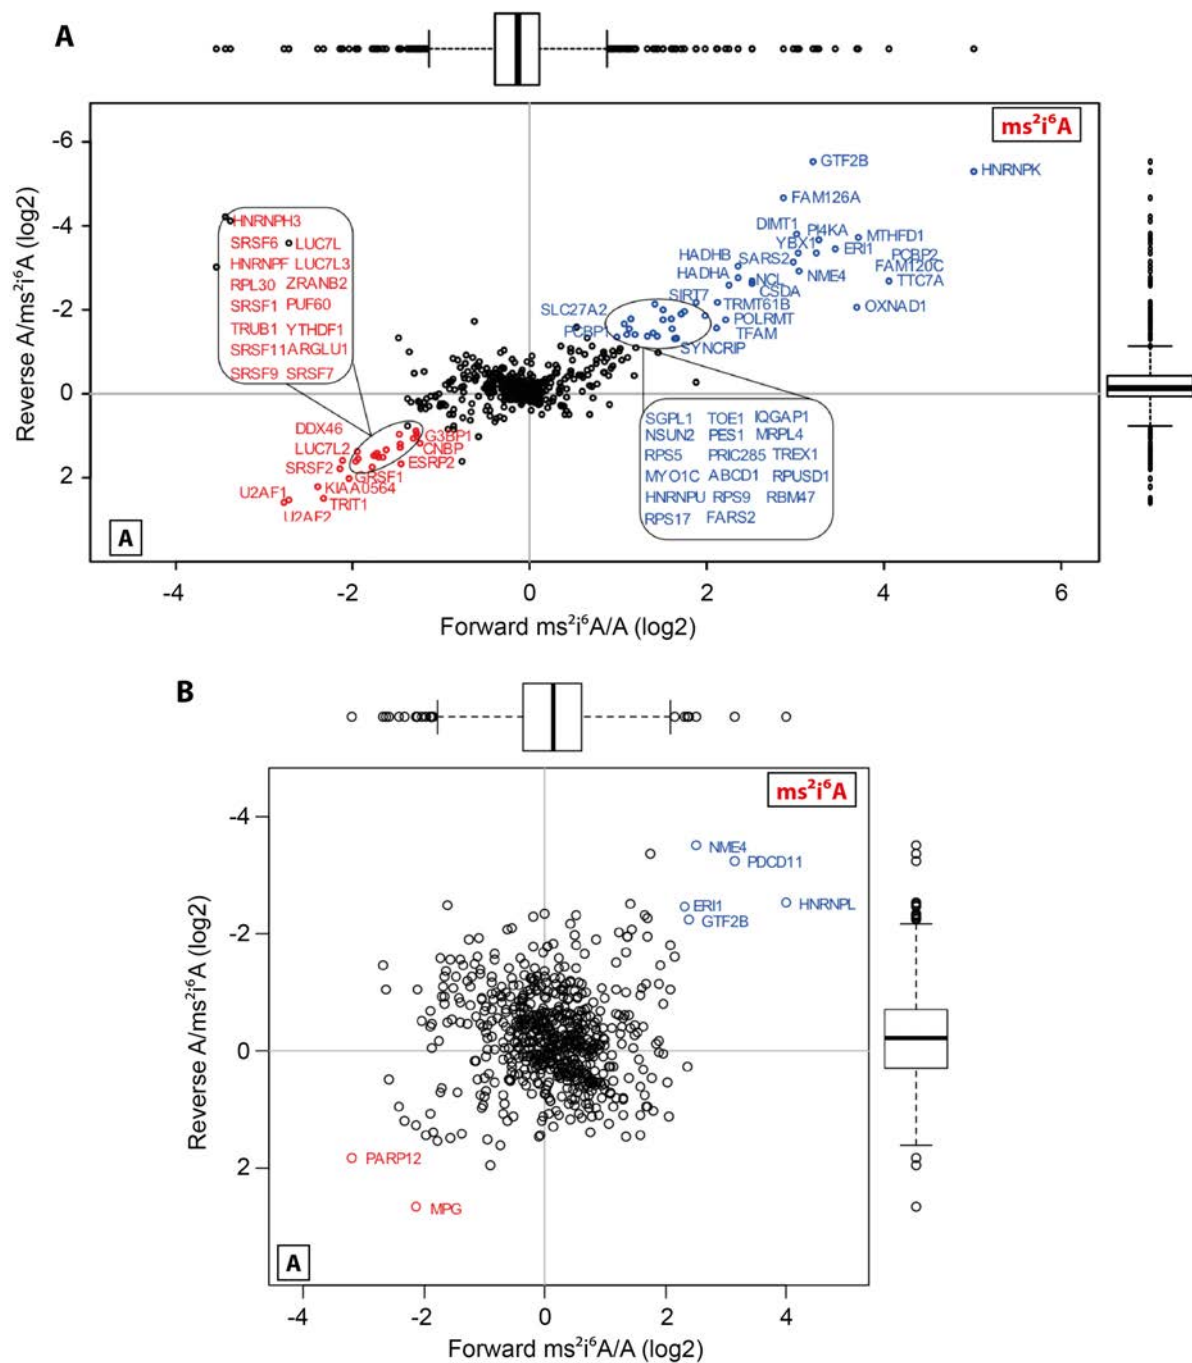 A
ms²i⁶A
-6
-4
-2
0
2
Reverse A/ms²i⁶A (log2)
GTF2B
HNRNPK
FAM126A
DIMT1 PI4KA MTHFD1
YBX1 ERI1 PCBP2
HADHB SARS2 FAM120C
HADHA NCL NME4 TTC7A
CSDA
SIRT7 TRMT61B OXNAD1
SLC27A2 POLRMT
PCBP1 TFAM
SYNCRIP
HNRNPH3
SRSF6 LUC7L
HNRNPF LUC7L3
RPL30 ZRANB2
SRSF1 PUF60
TRUB1 YTHDF1
SRSF11 ARGLU1
SRSF9 SRSF7
DDX46 G3BP1
LUC7L2 CNBP
SRSF2 ESRP2
GRSF1
U2AF1 KIAA0564
TRIT1
U2AF2
SGPL1 TOE1 IQGAP1
NSUN2 PES1 MRPL4
RPS5 PRIC285 TREX1
MYO1C ABCD1 RPUSD1
HNRNPU RPS9 RBM47
RPS17 FARS2
A
-4 -2 0 2 4 6
Forward ms²i⁶A/A (log2)
B
ms²i⁶A
-4
-2
0
2
Reverse A/ms²i⁶A (log2)
NME4
PDCD11
ERI1 HNRNPL
GTF2B
PARP12
MPG
A
-4 -2 0 2 4
Forward ms²i⁶A/A (log2)